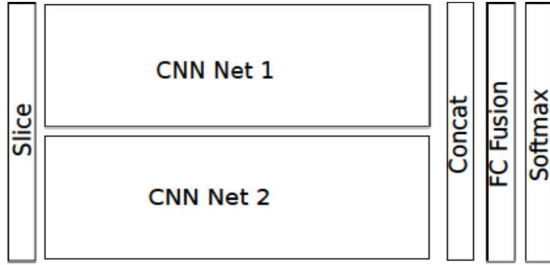 Slice
CNN Net 1
CNN Net 2
Concat
FC Fusion
Softmax